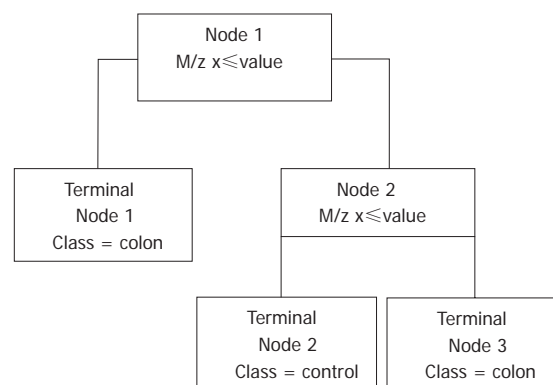 Node 1
M/z x≤value
Terminal
Node 1
Class = colon
Node 2
M/z x≤value
Terminal
Node 2
Class = control
Terminal
Node 3
Class = colon